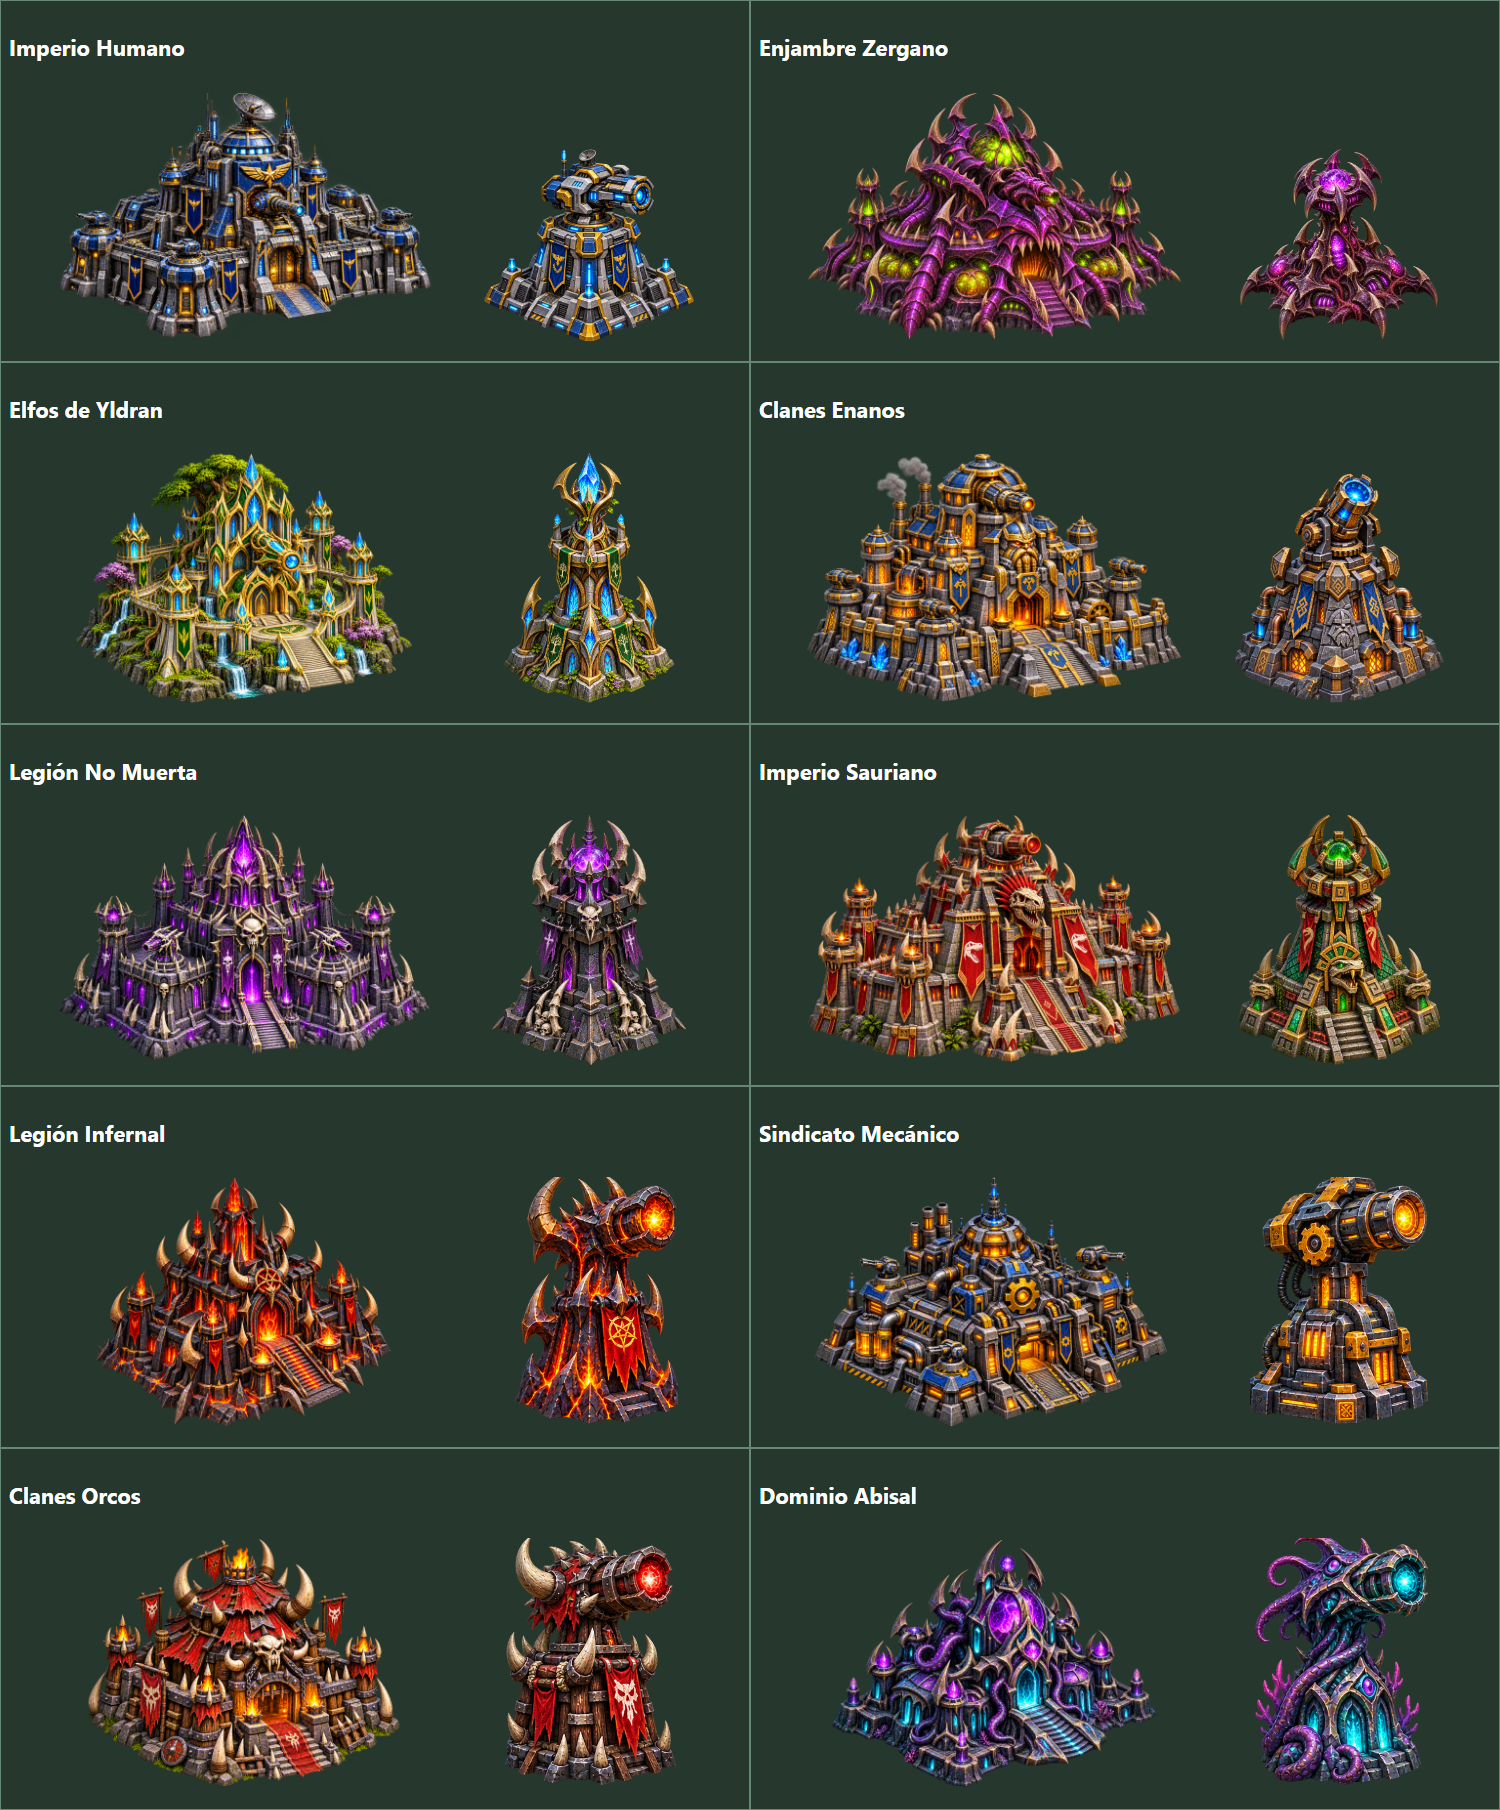 Imperio Humano
Enjambre Zergano
Elfos de Yldran
Clanes Enanos
Legión No Muerta
Imperio Sauriano
Legión Infernal
Sindicato Mecánico
Clanes Orcos
Dominio Abisal